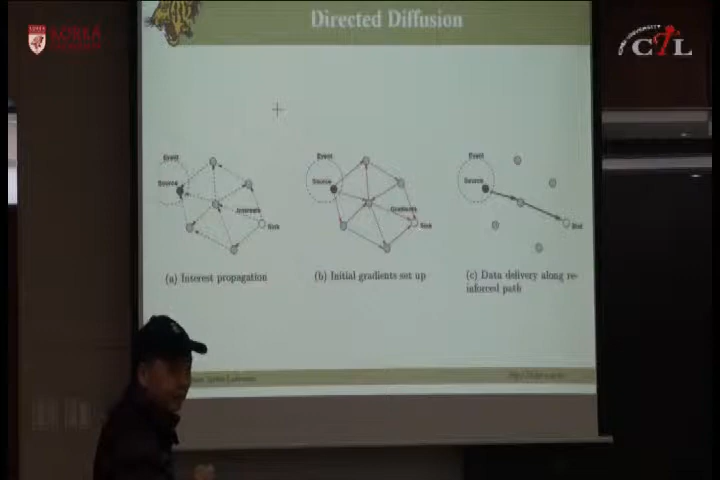 KOREA
Directed Diffusion
CTL
Event
Source
Interests
Sink
(a) Interest propagation
Event
Source
Gradients
Sink
(b) Initial gradients set up
Event
Source
Sink
(c) Data delivery along re-
inforced path